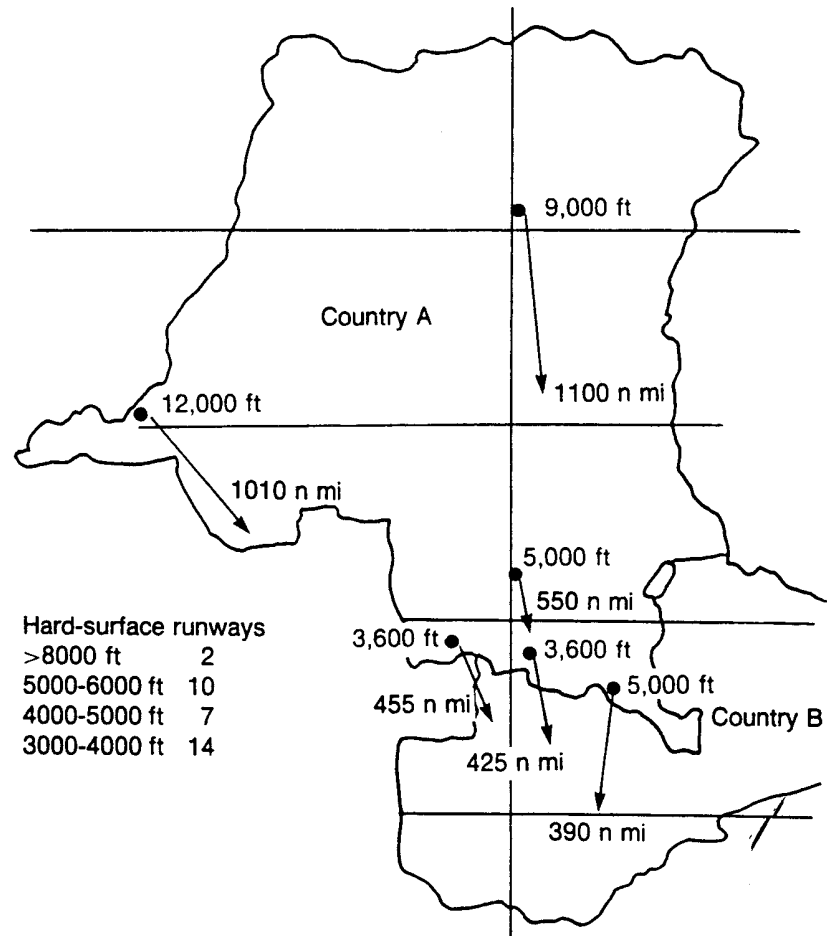 9,000 ft
Country A
1100 n mi
12,000 ft
1010 n mi
5,000 ft
550 n mi
Hard-surface runways
>8000 ft 2
5000-6000 ft 10
4000-5000 ft 7
3000-4000 ft 14
3,600 ft
3,600 ft
5,000 ft
455 n mi
Country B
425 n mi
390 n mi